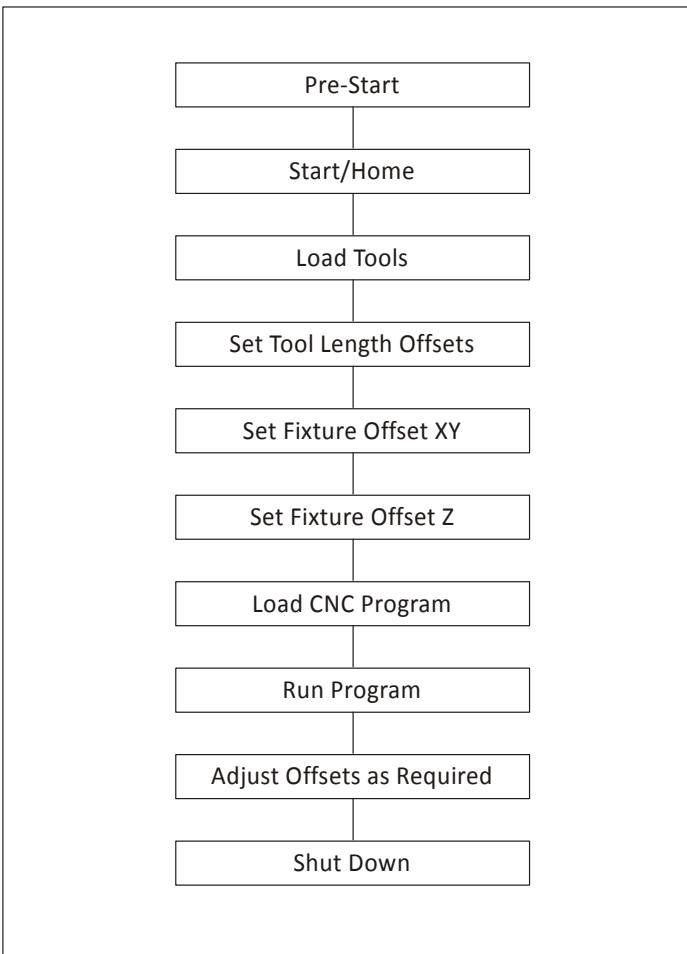 Pre-Start
Start/Home
Load Tools
Set Tool Length Offsets
Set Fixture Offset XY
Set Fixture Offset Z
Load CNC Program
Run Program
Adjust Offsets as Required
Shut Down